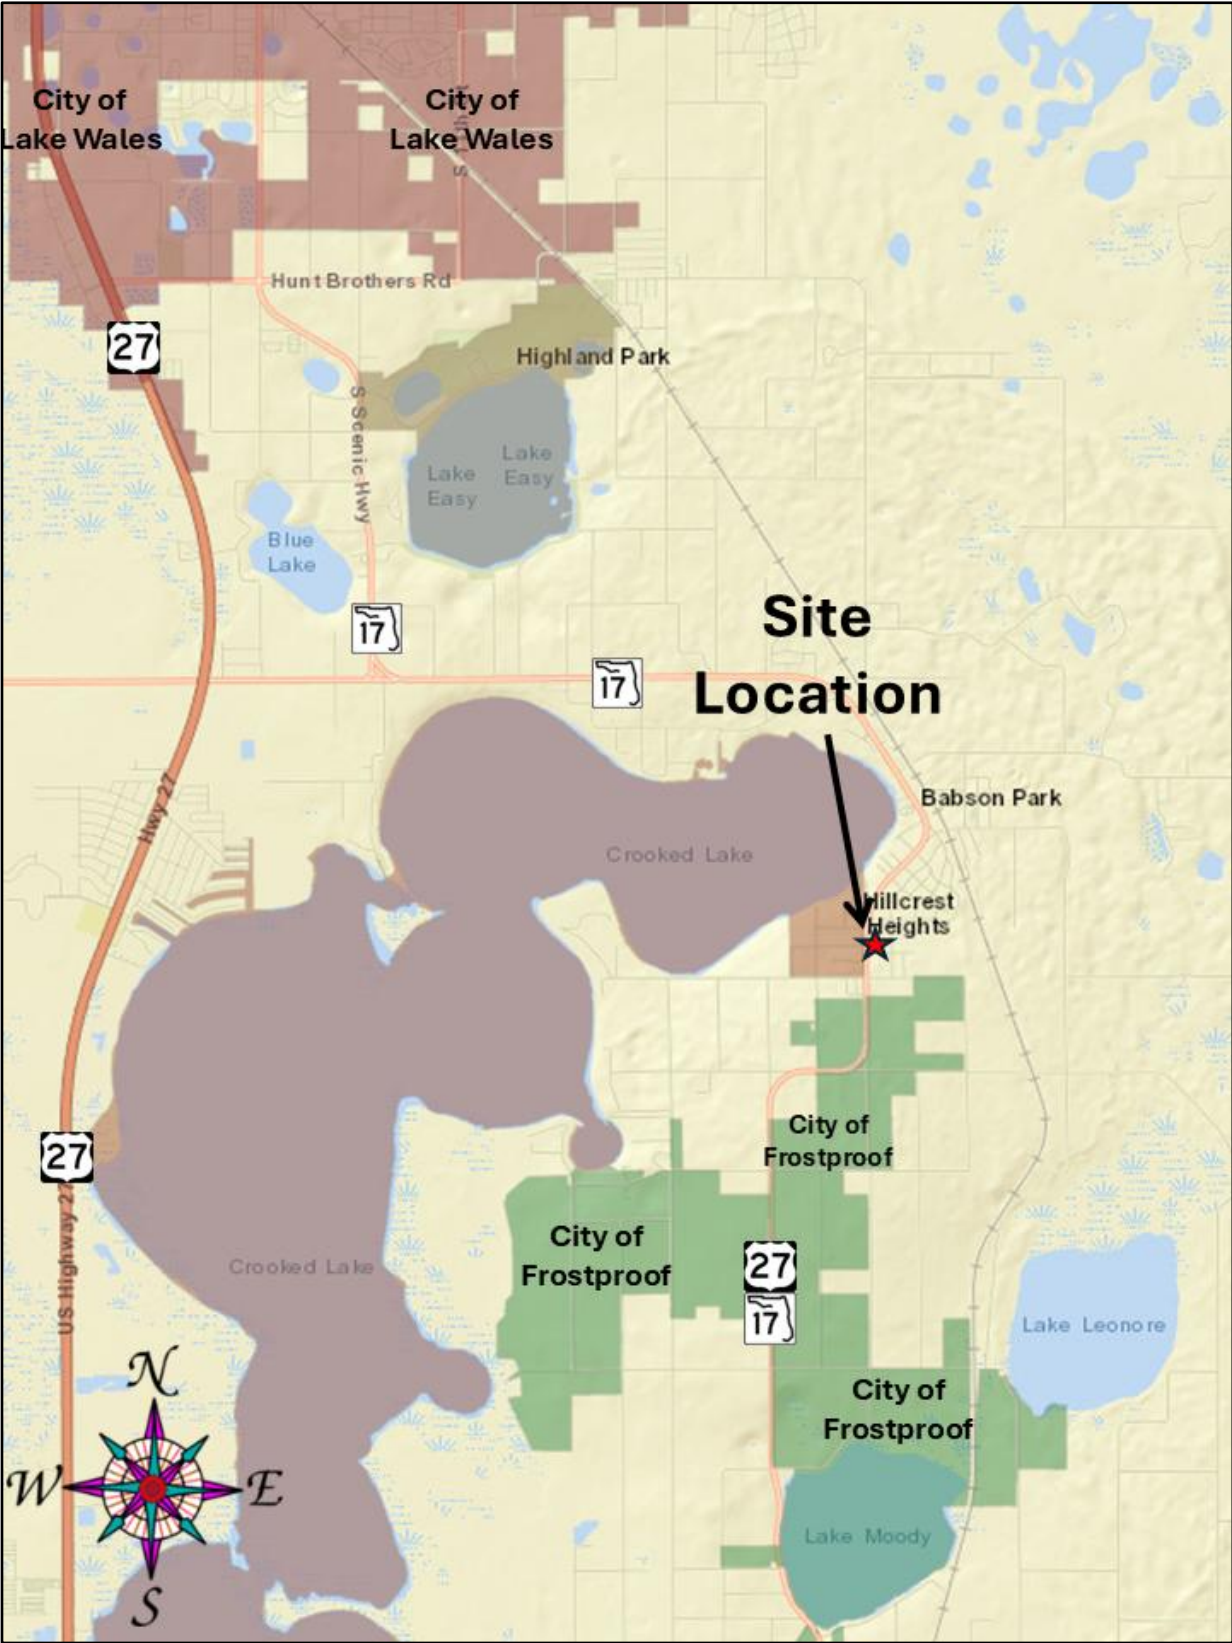 City of
Lake Wales
City of
Lake Wales
Hunt Brothers Rd
27
Highland Park
S Scenic Hwy
Lake
Easy
Lake
Easy
Blue
Lake
17
17
Site
Location
Hwy 27
Babson Park
Crooked Lake
Hillcrest
Heights
27
City of
Frostproof
City of
Frostproof
27
17
Crooked Lake
US Highway 27
Lake Leonore
City of
Frostproof
Lake Moody
N
W
E
S